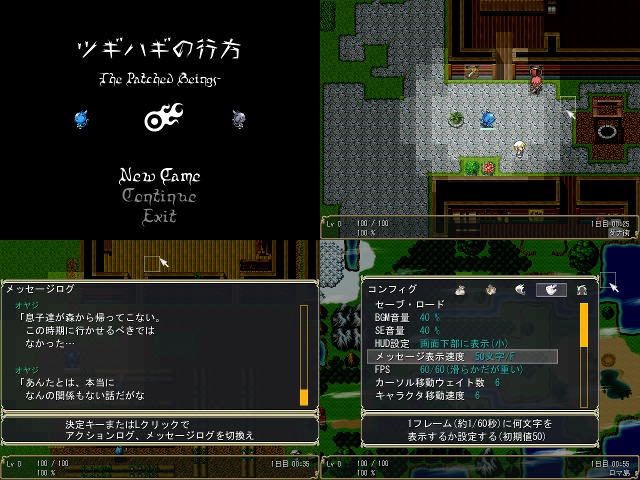 ツギハギの行方
The Patched Beings
New Game
Continue
Exit
Lv 0 100 / 100 1日目 00:25
100 %
メッセージログ
オヤジ
「息子達が森から帰ってこない。
この時期に行かせるべきでは
なかった…
オヤジ
「あんたとは、本当に
なんの関係もない話だがな
決定キーまたはLクリックで
アクションログ、メッセージログを切換え
Lv 0 100 / 100 1日目 00:35
100 %
コンフィグ
セーブ・ロード
BGM音量 40 %
SE音量 40 %
HUD設定 画面下部に表示(小)
メッセージ表示速度 50文字/F
FPS 60/60(滑らかだが重い)
カーソル移動ウェイト数 6
キャラクタ移動速度 6
1フレーム(約1/60秒)に何文字を
表示するか設定する(初期値50)
Lv 0 100 / 100 1日目 00:55
100 % ロマ島